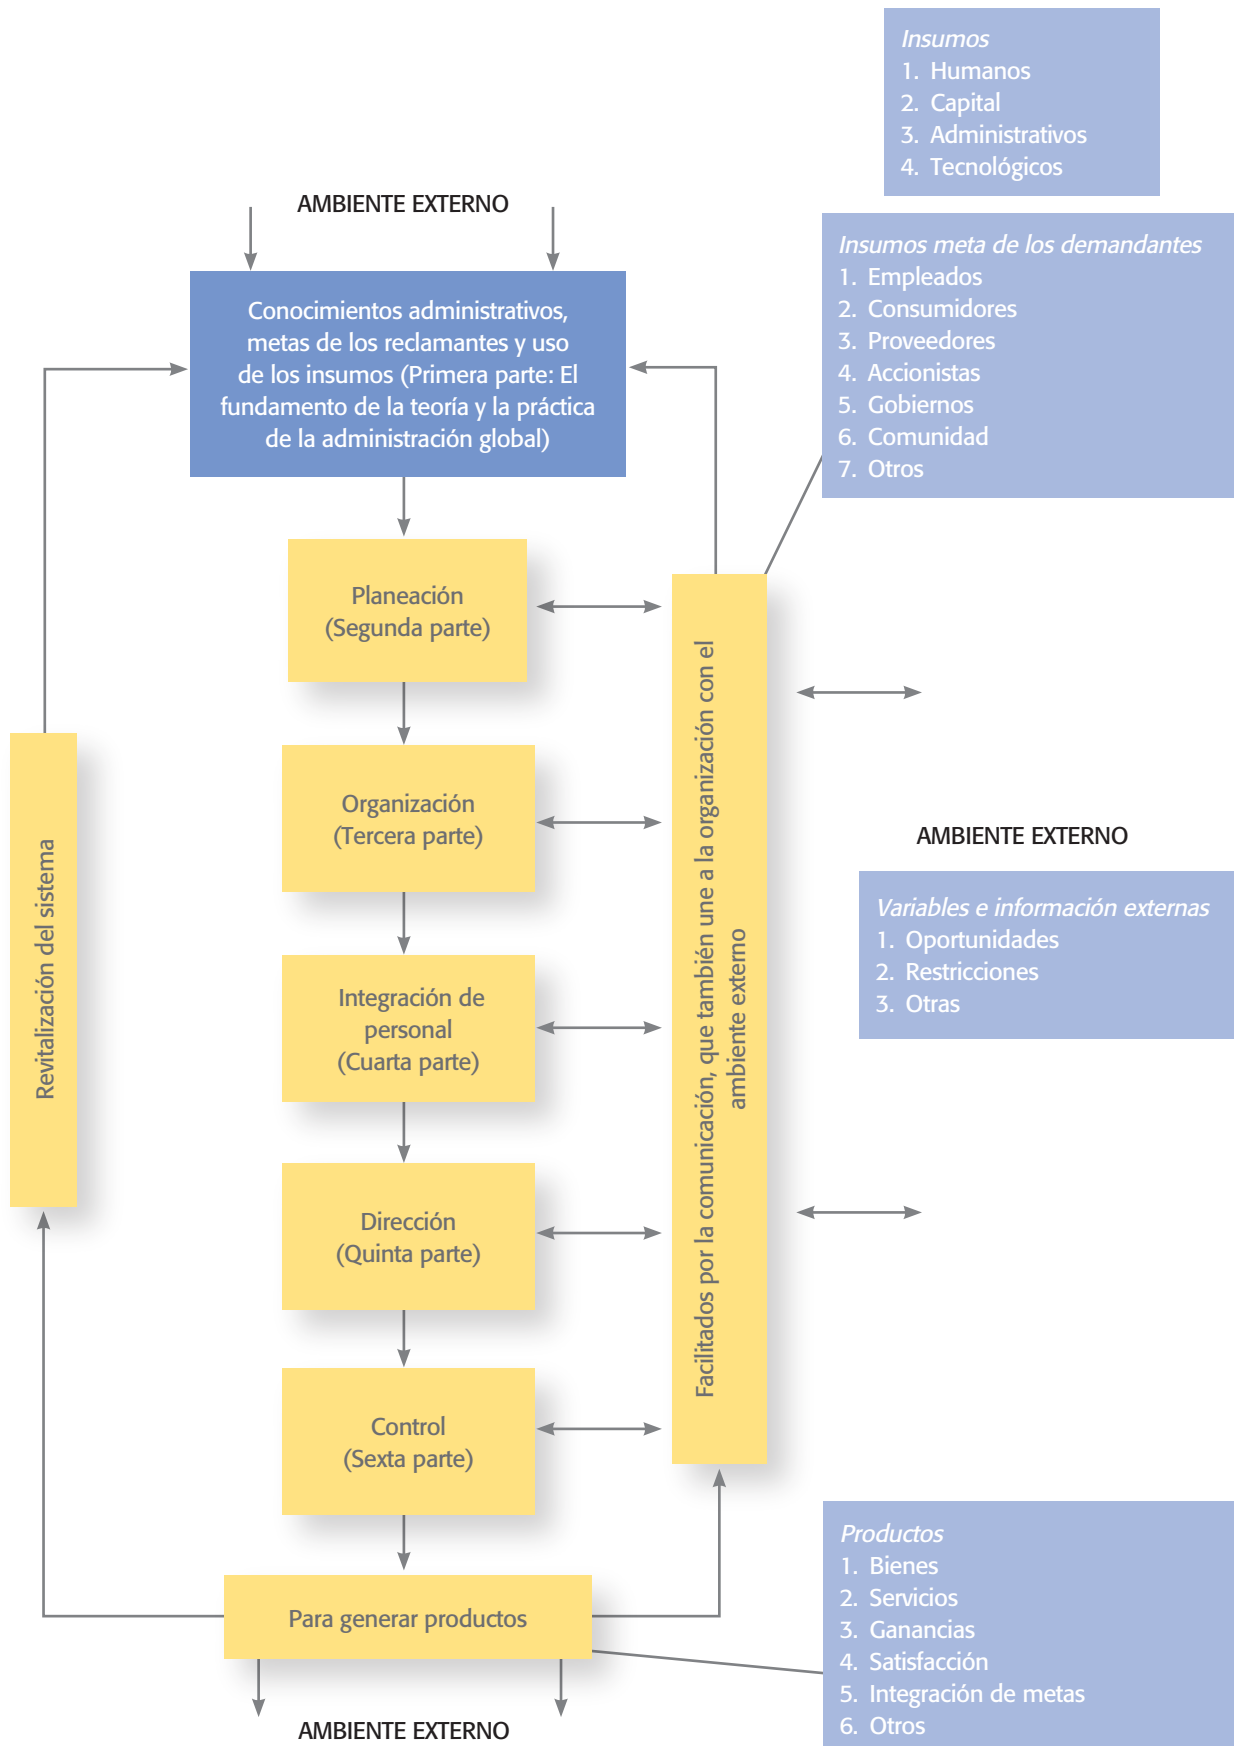 Insumos
1. Humanos
2. Capital
3. Administrativos
4. Tecnológicos
AMBIENTE EXTERNO
Insumos meta de los demandantes
1. Empleados
2. Consumidores
3. Proveedores
4. Accionistas
5. Gobiernos
6. Comunidad
7. Otros
Conocimientos administrativos,
metas de los reclamantes y uso
de los insumos (Primera parte: El
fundamento de la teoría y la práctica
de la administración global)
Planeación
(Segunda parte)
Organización
(Tercera parte)
Integración de
personal
(Cuarta parte)
Dirección
(Quinta parte)
Control
(Sexta parte)
Para generar productos
Revitalización del sistema
Facilitados por la comunicación, que también une a la organización con el
ambiente externo
AMBIENTE EXTERNO
Variables e información externas
1. Oportunidades
2. Restricciones
3. Otras
Productos
1. Bienes
2. Servicios
3. Ganancias
4. Satisfacción
5. Integración de metas
6. Otros
AMBIENTE EXTERNO